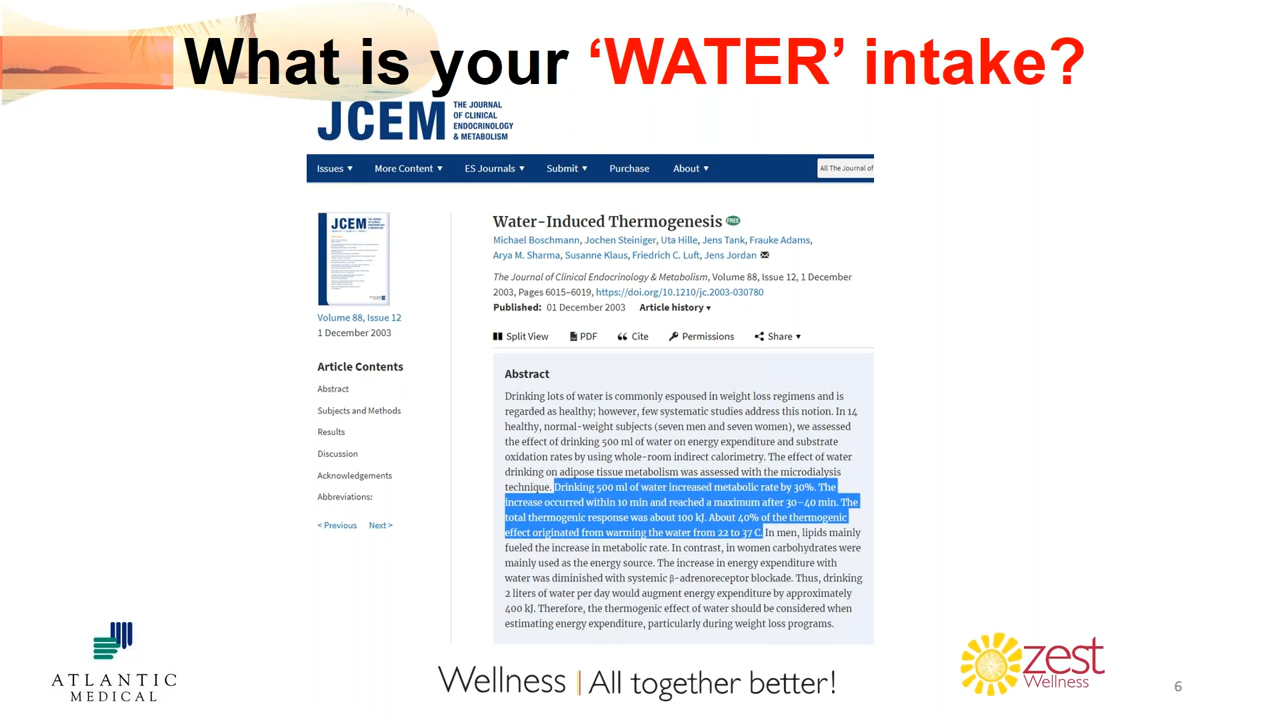 What is your ‘WATER’ intake?
JCEM
THE JOURNAL
OF CLINICAL
ENDOCRINOLOGY
& METABOLISM
Issues ▼ More Content ▼ ES Journals ▼ Submit ▼ Purchase About ▼ All The Journal of
JCEM
Volume 88, Issue 12
1 December 2003
Article Contents
Abstract
Subjects and Methods
Results
Discussion
Acknowledgements
Abbreviations:
< Previous Next >
Water-Induced Thermogenesis FREE
Michael Boschmann, Jochen Steiniger, Uta Hille, Jens Tank, Frauke Adams,
Arya M. Sharma, Susanne Klaus, Friedrich C. Luft, Jens Jordan
The Journal of Clinical Endocrinology & Metabolism, Volume 88, Issue 12, 1 December
2003, Pages 6015–6019, https://doi.org/10.1210/jc.2003-030780
Published: 01 December 2003 Article history ▼
Split View PDF Cite Permissions Share ▼
Abstract
Drinking lots of water is commonly espoused in weight loss regimens and is
regarded as healthy; however, few systematic studies address this notion. In 14
healthy, normal-weight subjects (seven men and seven women), we assessed
the effect of drinking 500 ml of water on energy expenditure and substrate
oxidation rates by using whole-room indirect calorimetry. The effect of water
drinking on adipose tissue metabolism was assessed with the microdialysis
technique. Drinking 500 ml of water increased metabolic rate by 30%. The
increase occurred within 10 min and reached a maximum after 30–40 min. The
total thermogenic response was about 100 kJ. About 40% of the thermogenic
effect originated from warming the water from 22 to 37 C. In men, lipids mainly
fueled the increase in metabolic rate. In contrast, in women carbohydrates were
mainly used as the energy source. The increase in energy expenditure with
water was diminished with systemic β-adrenoreceptor blockade. Thus, drinking
2 liters of water per day would augment energy expenditure by approximately
400 kJ. Therefore, the thermogenic effect of water should be considered when
estimating energy expenditure, particularly during weight loss programs.
ATLANTIC
MEDICAL
Wellness | All together better!
zest
Wellness
6